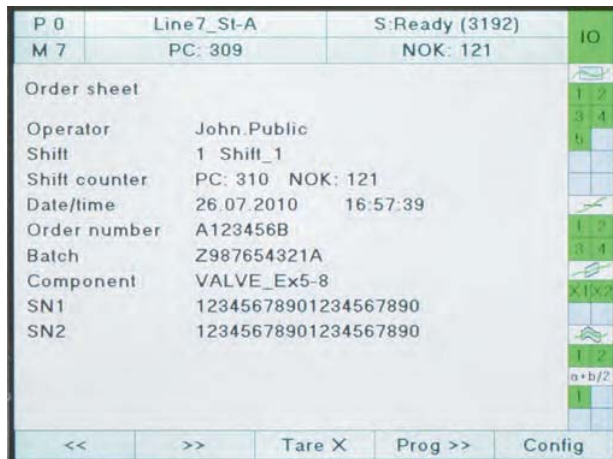 P 0 Line7_St-A S:Ready (3192) IO
M 7 PC: 309 NOK: 121
Order sheet
Operator John.Public
Shift 1 Shift_1
Shift counter PC: 310 NOK: 121
Date/time 26.07.2010 16:57:39
Order number A123456B
Batch Z987654321A
Component VALVE_Ex5-8
SN1 12345678901234567890
SN2 12345678901234567890
1 2
3 4
5
1 2
3 4
X1 X2
1 2
a+b/2
1
<< >> Tare X Prog >> Config